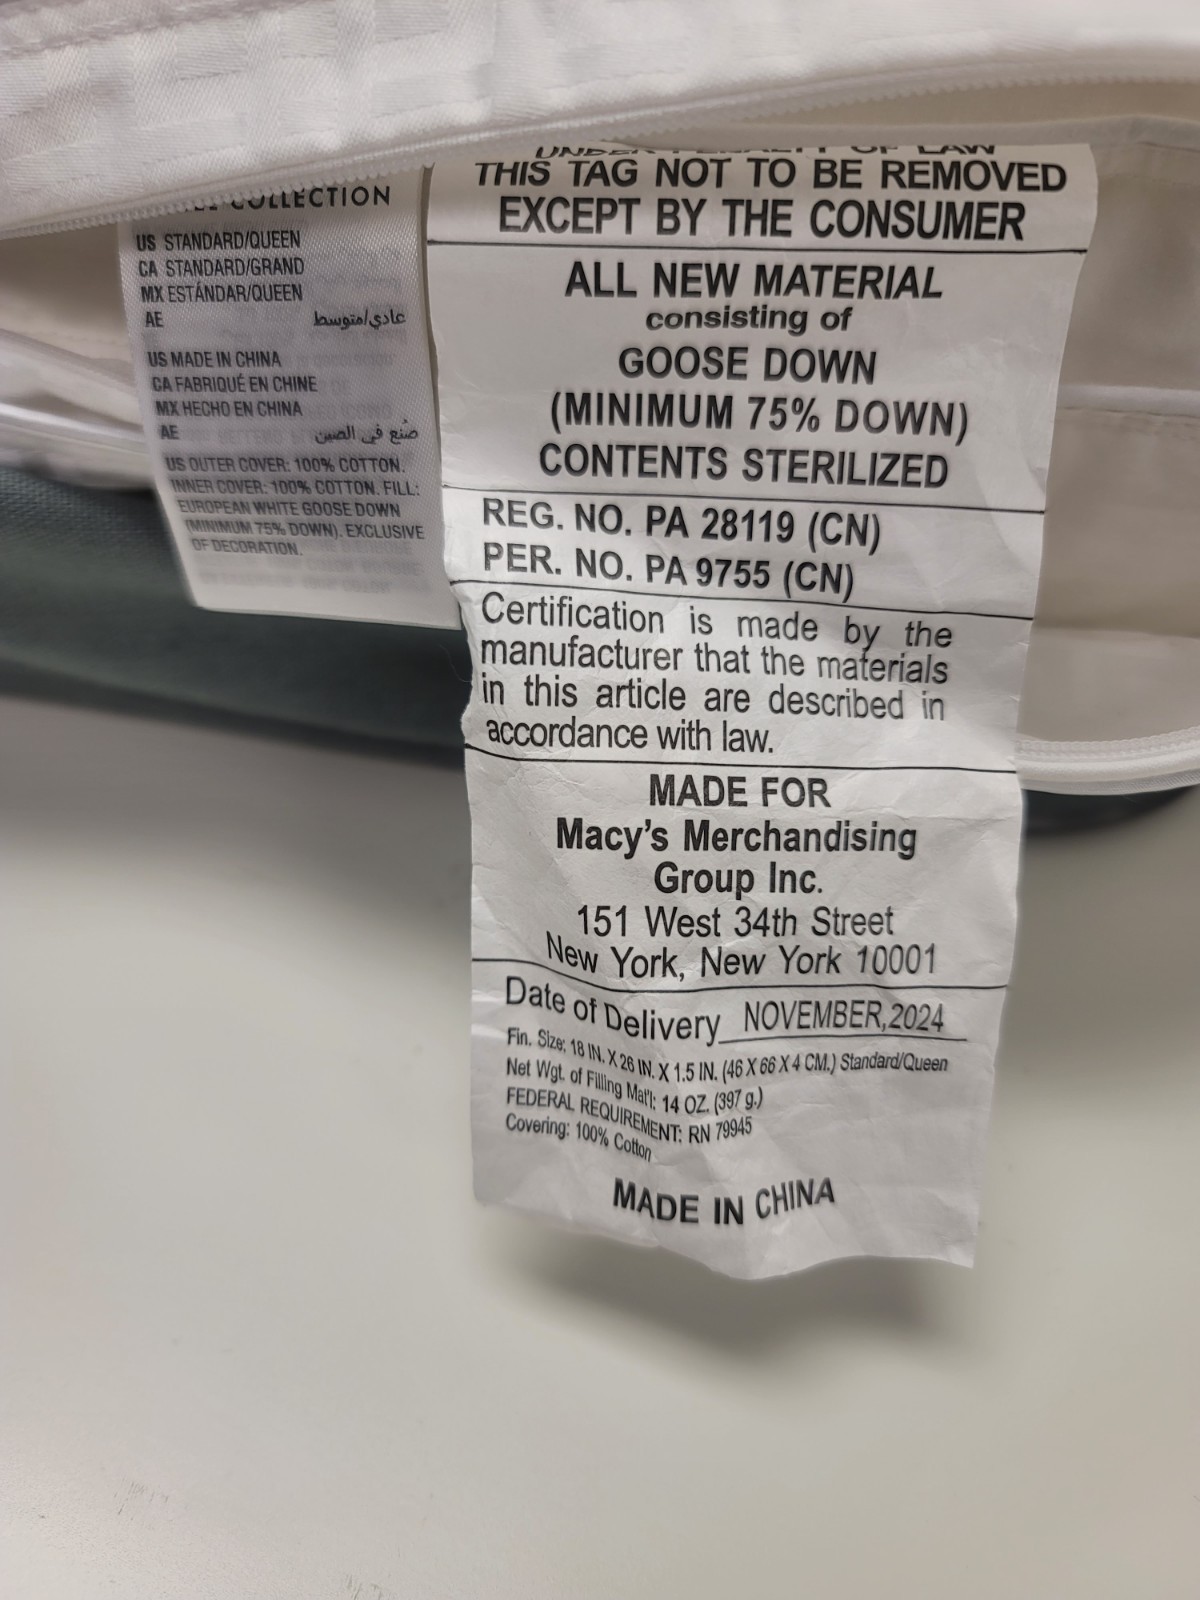 COLLECTION
US STANDARD/QUEEN
CA STANDARD/GRAND
MX ESTÁNDAR/QUEEN
AE عادي/متوسط
US MADE IN CHINA
CA FABRIQUÉ EN CHINE
MX HECHO EN CHINA
AE صُنع في الصين
US OUTER COVER: 100% COTTON.
INNER COVER: 100% COTTON. FILL:
EUROPEAN WHITE GOOSE DOWN
(MINIMUM 75% DOWN). EXCLUSIVE
OF DECORATION.
UNDER PENALTY OF LAW
THIS TAG NOT TO BE REMOVED
EXCEPT BY THE CONSUMER
ALL NEW MATERIAL
consisting of
GOOSE DOWN
(MINIMUM 75% DOWN)
CONTENTS STERILIZED
REG. NO. PA 28119 (CN)
PER. NO. PA 9755 (CN)
Certification is made by the
manufacturer that the materials
in this article are described in
accordance with law.
MADE FOR
Macy's Merchandising
Group Inc.
151 West 34th Street
New York, New York 10001
Date of Delivery NOVEMBER,2024
Fin. Size: 18 IN. X 26 IN. X 1.5 IN. (46 X 66 X 4 CM.) Standard/Queen
Net Wgt. of Filling Mat'l: 14 OZ. (397 g.)
FEDERAL REQUIREMENT: RN 79945
Covering: 100% Cotton
MADE IN CHINA